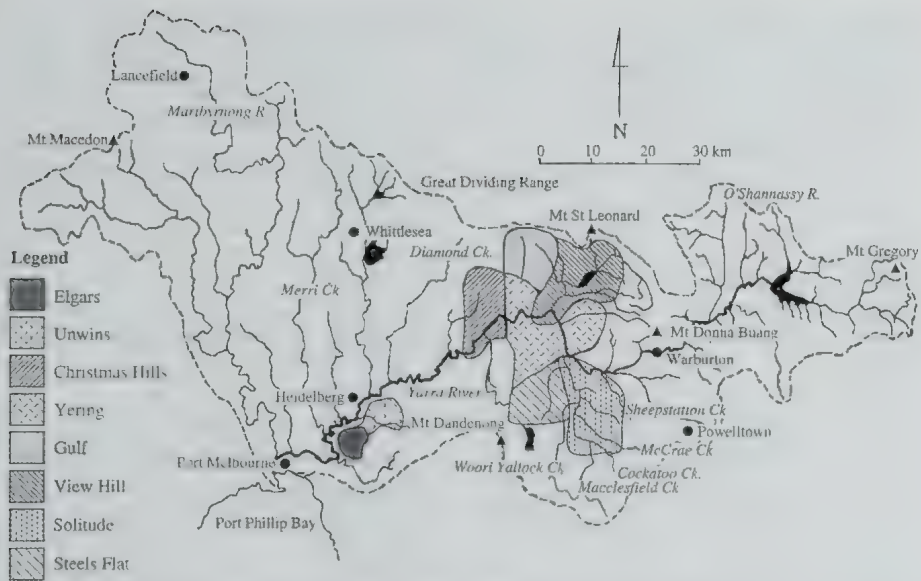 Lancefield
Maribyrnong R
Mt Macedon
N
0 10 20 30 km
Great Dividing Range
Mt St Leonard
O'Shannassy R.
Whittlesea
Diamond Ck.
Mt Gregory
Legend
Elgars
Merri Ck
Unwins
Mt Donna Buang
Warburton
Christmas Hills
Heidelberg
Yarra River
Sheepstation Ck
Yering
Mt Dandenong
Powelltown
Gulf
Port Melbourne
Woori Yallock Ck
McCrae Ck
Cockatoo Ck.
Macclesfield Ck
View Hill
Port Phillip Bay
Solitude
Steels Flat